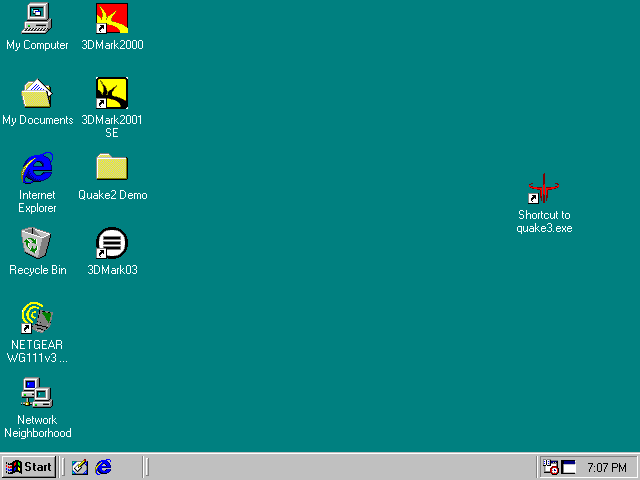 My Computer
3DMark2000
My Documents
3DMark2001
SE
Internet
Explorer
Quake2 Demo
Shortcut to
quake3.exe
Recycle Bin
3DMark03
NETGEAR
WG111v3 ...
Network
Neighborhood
Start
7:07 PM